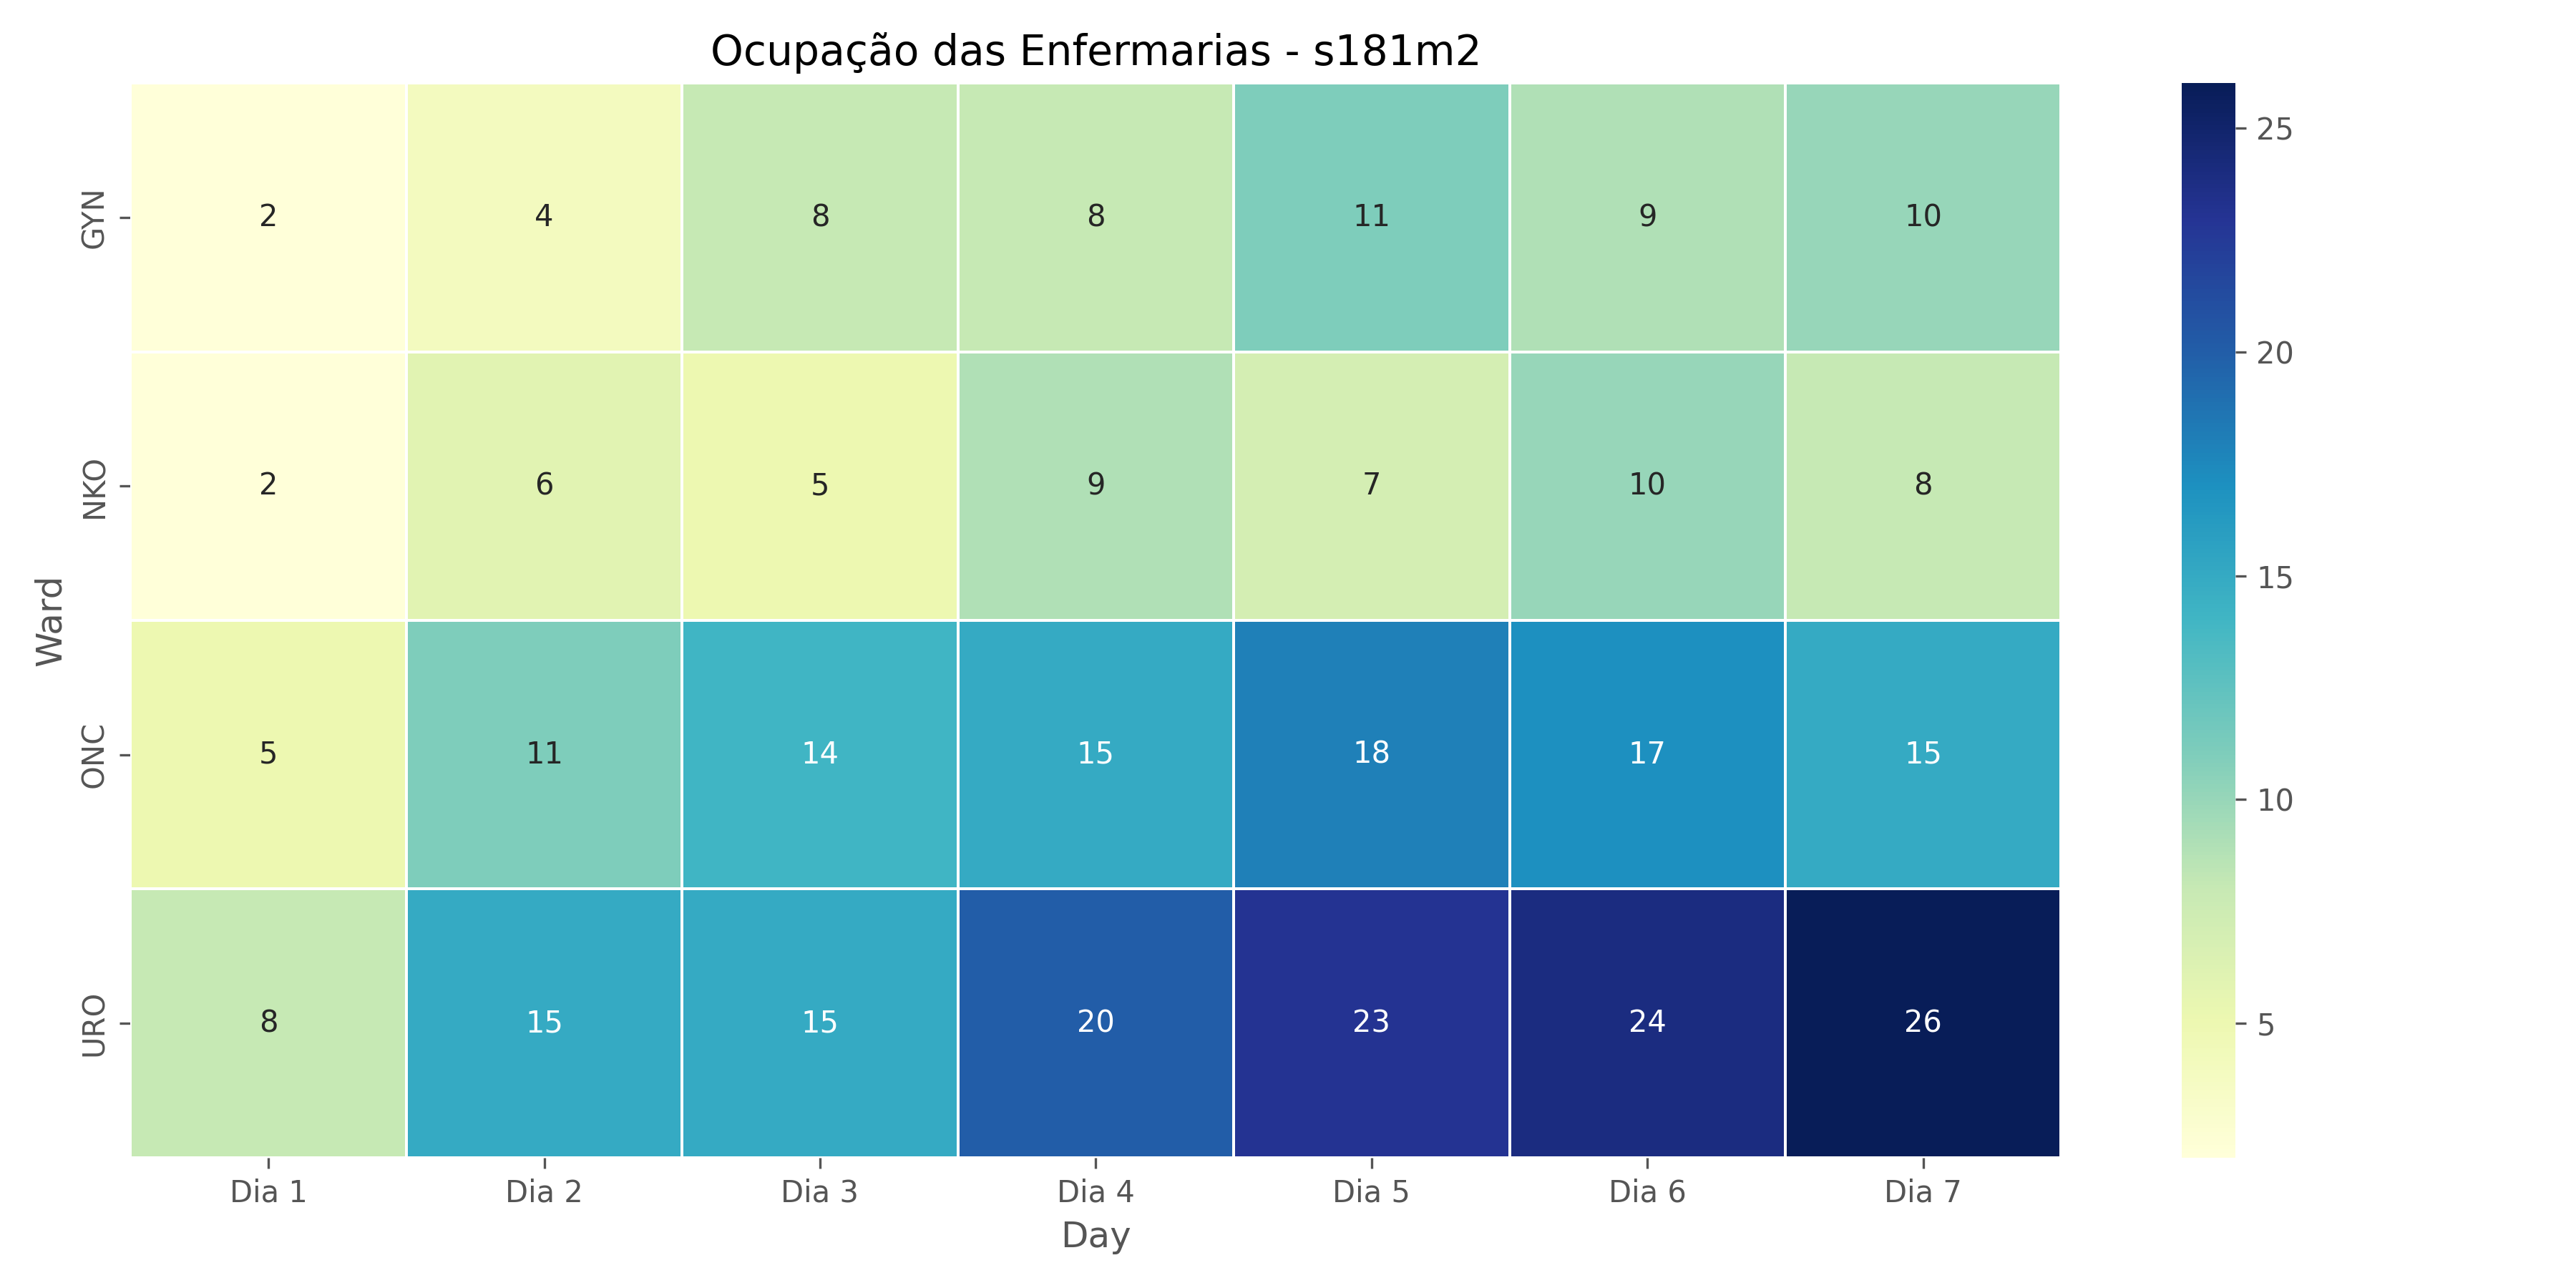 Ocupação das Enfermarias - s181m2
Ward
GYN 2 4 8 8 11 9 10
NKO 2 6 5 9 7 10 8
ONC 5 11 14 15 18 17 15
URO 8 15 15 20 23 24 26
Dia 1 Dia 2 Dia 3 Dia 4 Dia 5 Dia 6 Dia 7
Day
25
20
15
10
5